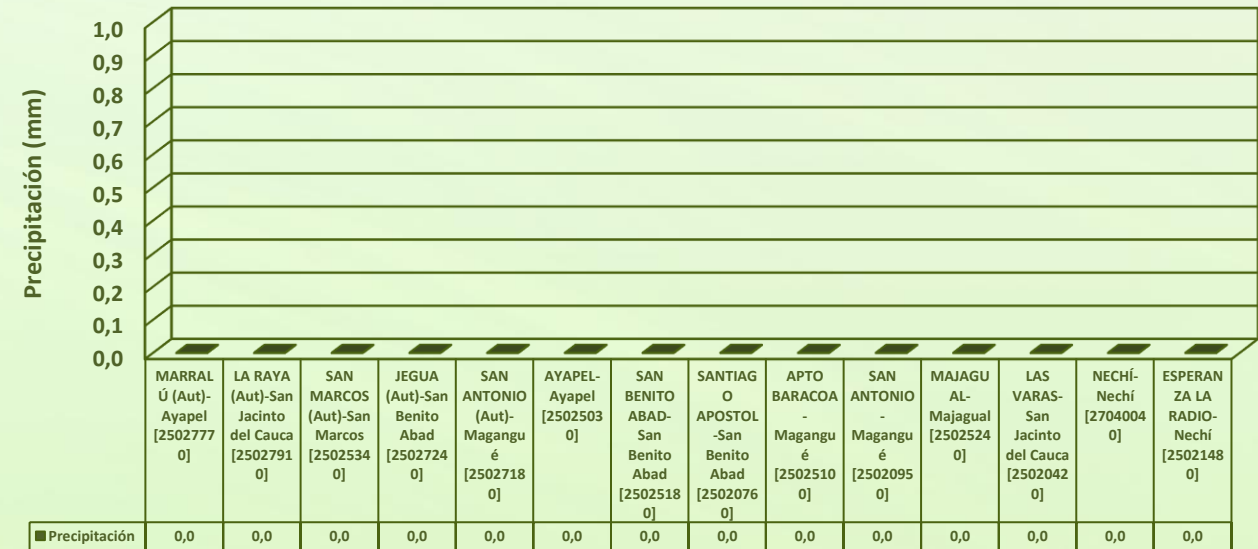 Precipitación (mm)
1,0
0,9
0,8
0,7
0,6
0,5
0,4
0,3
0,2
0,1
0,0
MARRAL
Ú (Aut)-
Ayapel
[2502777
0]
LA RAYA
(Aut)-San
Jacinto
del Cauca
[2502791
0]
SAN
MARCOS
(Aut)-San
Marcos
[2502534
0]
JEGUA
(Aut)-San
Benito
Abad
[2502724
0]
SAN
ANTONIO
(Aut)-
Magangu
é
[2502718
0]
AYAPEL-
Ayapel
[2502503
0]
SAN
BENITO
ABAD-
San
Benito
Abad
[2502518
0]
SANTIAG
O
APOSTOL
-San
Benito
Abad
[2502076
0]
APTO
BARACOA
-
Magangu
é
[2502510
0]
SAN
ANTONIO
-
Magangu
é
[2502095
0]
MAJAGU
AL-
Majagual
[2502524
0]
LAS
VARAS-
San
Jacinto
del Cauca
[2502042
0]
NECHÍ-
Nechí
[2704004
0]
ESPERAN
ZA LA
RADIO-
Nechí
[2502148
0]
Precipitación 0,0 0,0 0,0 0,0 0,0 0,0 0,0 0,0 0,0 0,0 0,0 0,0 0,0 0,0